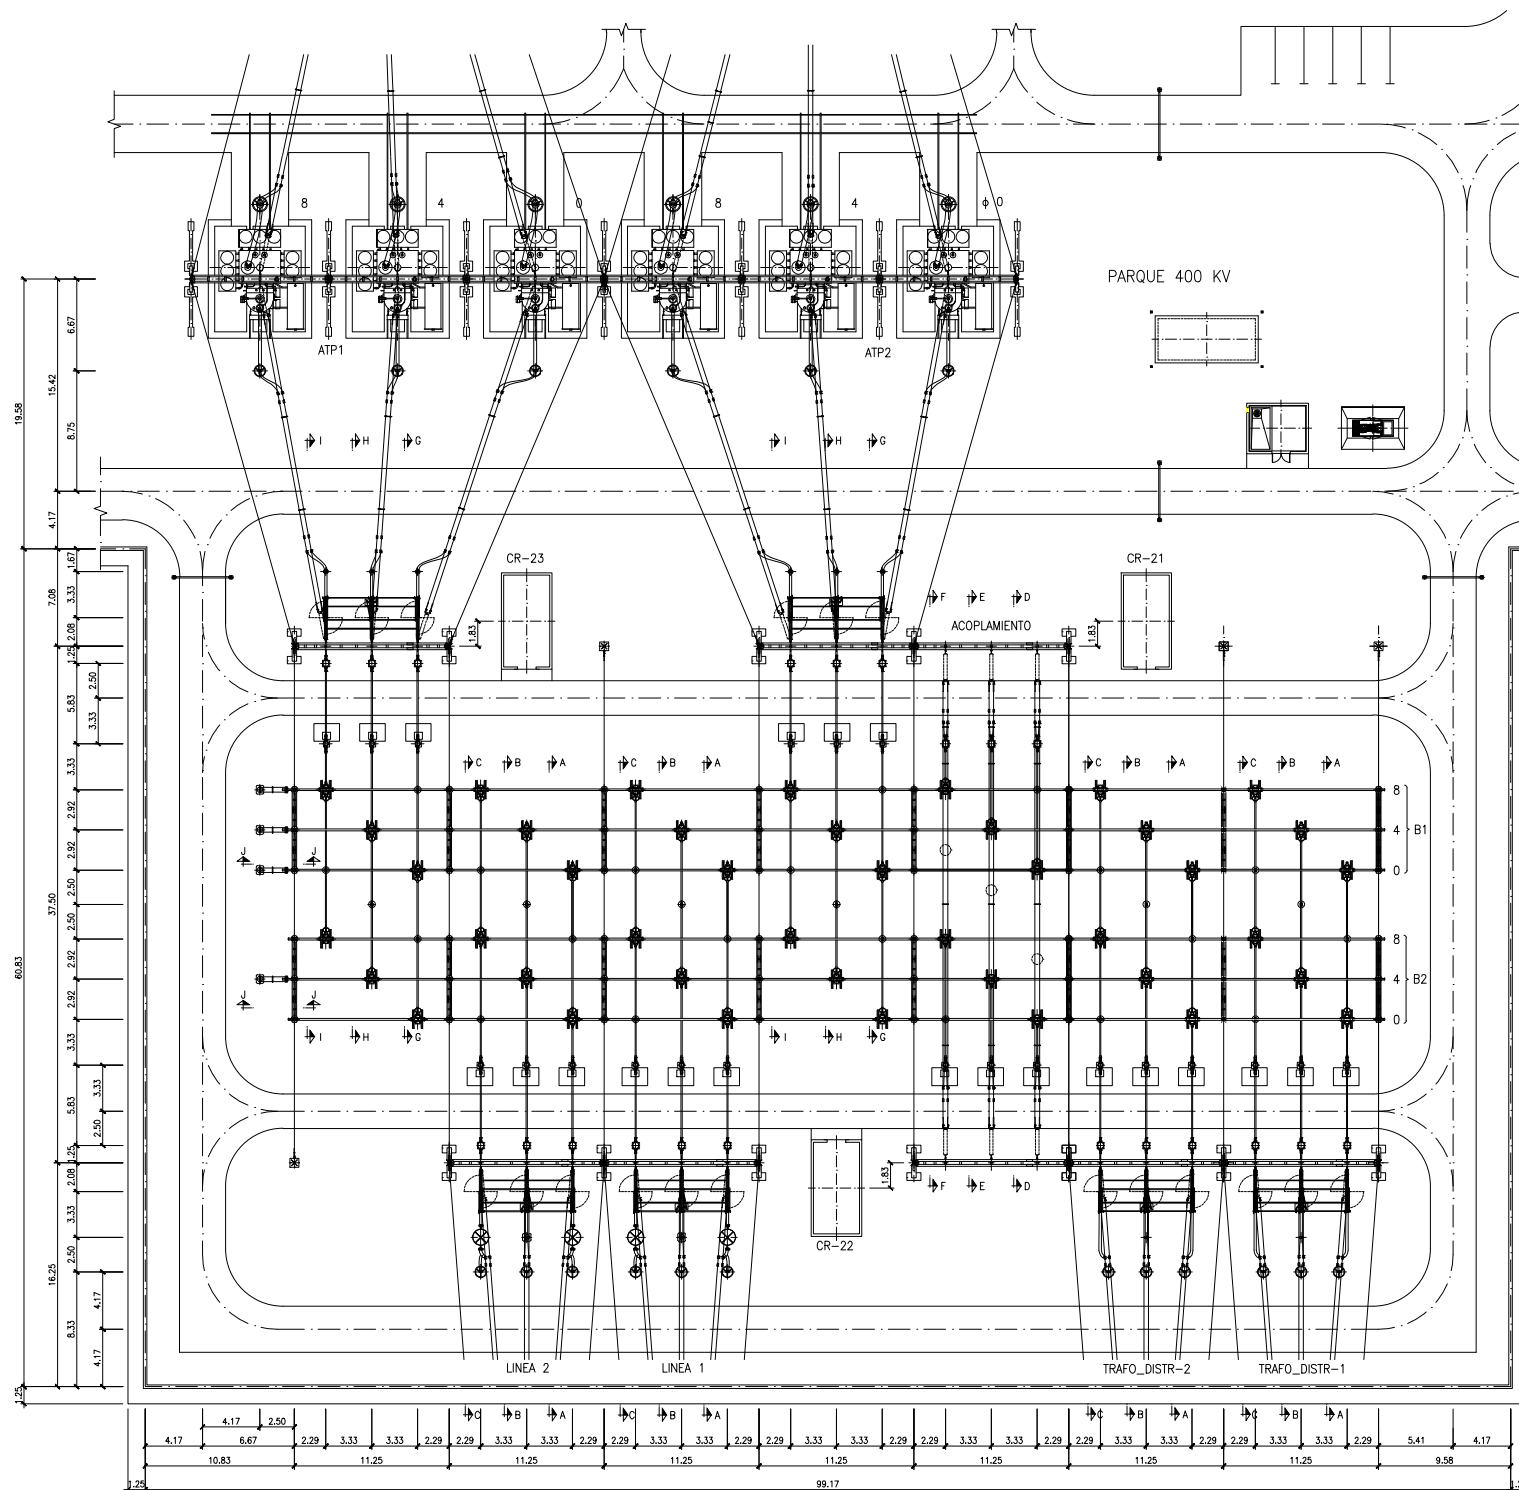 8 4 0 8 4 ϕ 0
PARQUE 400 KV
ATP1 ATP2
I H G I H G
CR-23 CR-21
F E D
ACOPLAMIENTO
1.83 1.83
C B A C B A C B A C B A
8
4 B1
0
J J
8
4 B2
0
J J
I H G I H G
1.83
F E D
CR-22
LINEA 2 LINEA 1 TRAFO_DISTR-2 TRAFO_DISTR-1
C B A C B A C B A C B A
19.58
60.83
1.25
15.42
4.17
7.08
37.50
16.25
6.67
8.75
1.67
3.33
2.08
1.25
5.83
3.33
2.92
2.92
2.50
2.50
2.92
2.92
3.33
5.83
1.25
2.08
3.33
2.50
8.33
2.50
3.33
3.33
2.50
4.17
4.17
4.17 2.50
4.17 6.67 2.29 3.33 3.33 2.29 2.29 3.33 3.33 2.29 2.29 3.33 3.33 2.29 2.29 3.33 3.33 2.29 2.29 3.33 3.33 2.29 2.29 3.33 3.33 2.29 2.29 3.33 3.33 2.29 5.41 4.17
10.83 11.25 11.25 11.25 11.25 11.25 11.25 11.25 9.58
1.25 99.17